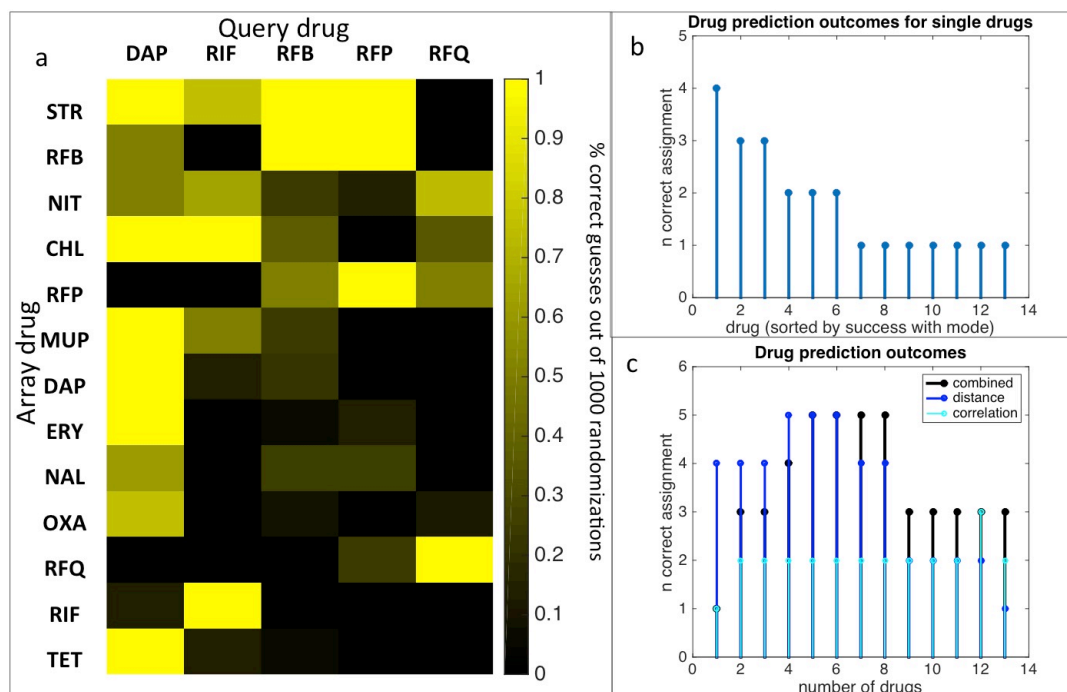 Query drug
a
DAP RIF RFB RFP RFQ
Array drug
STR
RFB
NIT
CHL
RFP
MUP
DAP
ERY
NAL
OXA
RFQ
RIF
TET
1
0.9
0.8
0.7
0.6
0.5
0.4
0.3
0.2
0.1
0
% correct guesses out of 1000 randomizations
b
Drug prediction outcomes for single drugs
n correct assignment
5
4
3
2
1
0
0 2 4 6 8 10 12 14
drug (sorted by success with mode)
c
Drug prediction outcomes
n correct assignment
6
5
4
3
2
1
0
combined
distance
correlation
0 2 4 6 8 10 12 14
number of drugs